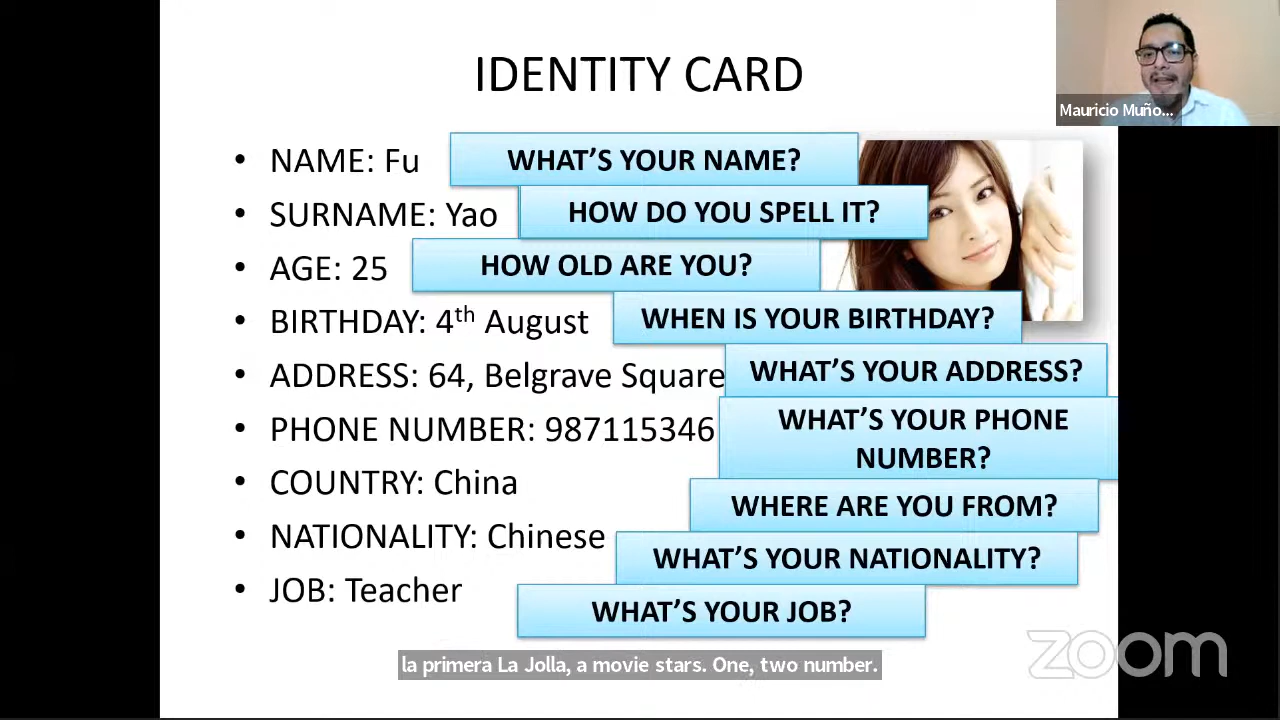 IDENTITY CARD
Mauricio Muño...
• NAME: Fu
WHAT'S YOUR NAME?
• SURNAME: Yao
HOW DO YOU SPELL IT?
• AGE: 25
HOW OLD ARE YOU?
• BIRTHDAY: 4th August
WHEN IS YOUR BIRTHDAY?
• ADDRESS: 64, Belgrave Square
WHAT'S YOUR ADDRESS?
• PHONE NUMBER: 987115346
WHAT'S YOUR PHONE
NUMBER?
• COUNTRY: China
WHERE ARE YOU FROM?
• NATIONALITY: Chinese
WHAT'S YOUR NATIONALITY?
• JOB: Teacher
WHAT'S YOUR JOB?
la primera La Jolla, a movie stars. One, two number.
zoom